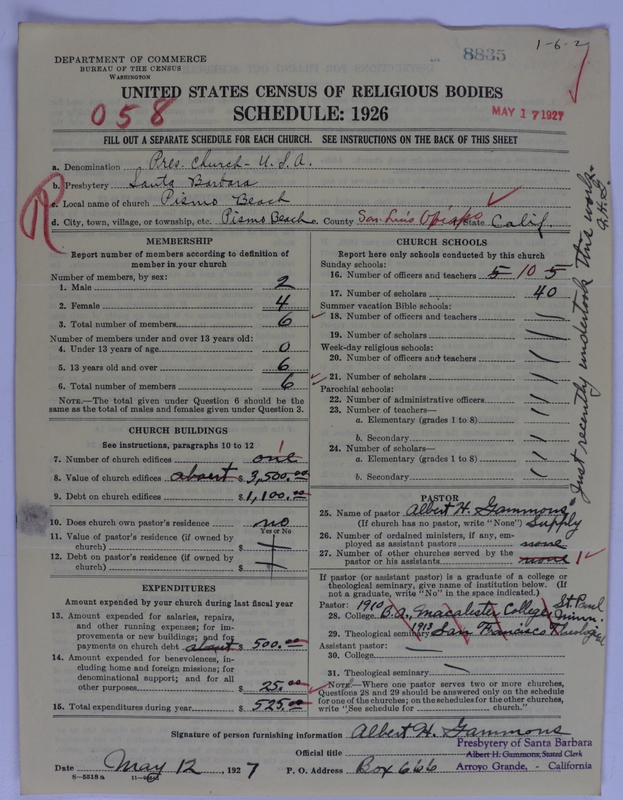 1-6-2
8835
DEPARTMENT OF COMMERCE
BUREAU OF THE CENSUS
WASHINGTON
UNITED STATES CENSUS OF RELIGIOUS BODIES
058
SCHEDULE: 1926
MAY 17 1927
FILL OUT A SEPARATE SCHEDULE FOR EACH CHURCH. SEE INSTRUCTIONS ON THE BACK OF THIS SHEET
a. Denomination Pres. Church - U.S.A.
b. Presbytery Santa Barbara
c. Local name of church Pismo Beach
d. City, town, village, or township, etc. Pismo Beach e. County San Luis Opispo State Calif.
MEMBERSHIP
Report number of members according to definition of member in your church
Number of members, by sex:
1. Male 2
2. Female 4
3. Total number of members 6
Number of members under and over 13 years old:
4. Under 13 years of age 0
5. 13 years old and over 6
6. Total number of members 6
NOTE.—The total given under Question 6 should be
same as the total of males and females given under Question 3.
CHURCH BUILDINGS
See instructions, paragraphs 10 to 12
7. Number of church edifices one
8. Value of church edifices about $ 3,500.00
9. Debt on church edifices $ 1,100.00
10. Does church own pastor's residence no
Yes or No
11. Value of pastor's residence (if owned by
church) $
12. Debt on pastor's residence (if owned by
church) $
EXPENDITURES
Amount expended by your church during last fiscal year
13. Amount expended for salaries, repairs,
and other running expenses; for im-
provements or new buildings; and for
payments on church debt about $ 500.00
14. Amount expended for benevolences, in-
cluding home and foreign missions; for
denominational support; and for all
other purposes $ 25.00
15. Total expenditures during year $ 525.00
CHURCH SCHOOLS
Report here only schools conducted by this church
Sunday schools:
16. Number of officers and teachers 5 10 5
17. Number of scholars 40
Summer vacation Bible schools:
18. Number of officers and teachers
19. Number of scholars
Week-day religious schools:
20. Number of officers and teachers
21. Number of scholars
Parochial schools:
22. Number of administrative officers
23. Number of teachers—
a. Elementary (grades 1 to 8)
b. Secondary
24. Number of scholars—
a. Elementary (grades 1 to 8)
b. Secondary
PASTOR
25. Name of pastor Albert H. Gammons - Just recently undertook this work. A.H.G.
(If church has no pastor, write "None") Supply
26. Number of ordained ministers, if any, em-
ployed as assistant pastors none
27. Number of other churches served by the
pastor or his assistants none 1
If pastor (or assistant pastor) is a graduate of a college or
theological seminary, give name of institution below. (If
not a graduate, write "No" in the space indicated.)
Pastor: 1910 St. Paul
28. College B.A., Macalester College, Minn.
29. Theological seminary 1913 San Francisco Theological
Assistant pastor:
30. College
31. Theological seminary
NOTE.—Where one pastor serves two or more churches,
Questions 28 and 29 should be answered only on the schedule
for one of the churches; on the schedules for the other churches,
write "See schedule for church."
Signature of person furnishing information Albert H. Gammons
Official title Presbytery of Santa Barbara
Albert H. Gammons, Stated Clerk
Date May 12, 1927 P. O. Address Box 666 Arroyo Grande, - California
S-5518 a